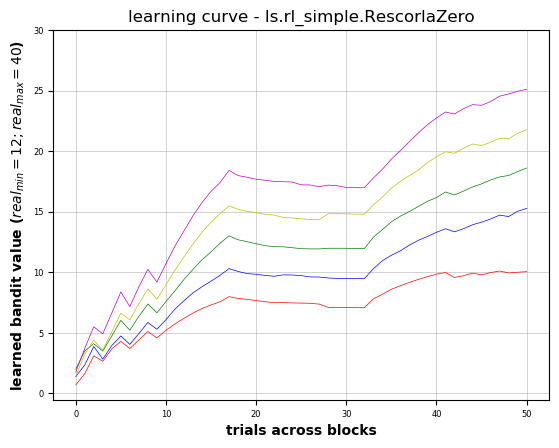 learning curve - ls.rl_simple.RescorlaZero
learned bandit value (real_min = 12; real_max = 40)
30
25
20
15
10
5
0
0 10 20 30 40 50
trials across blocks